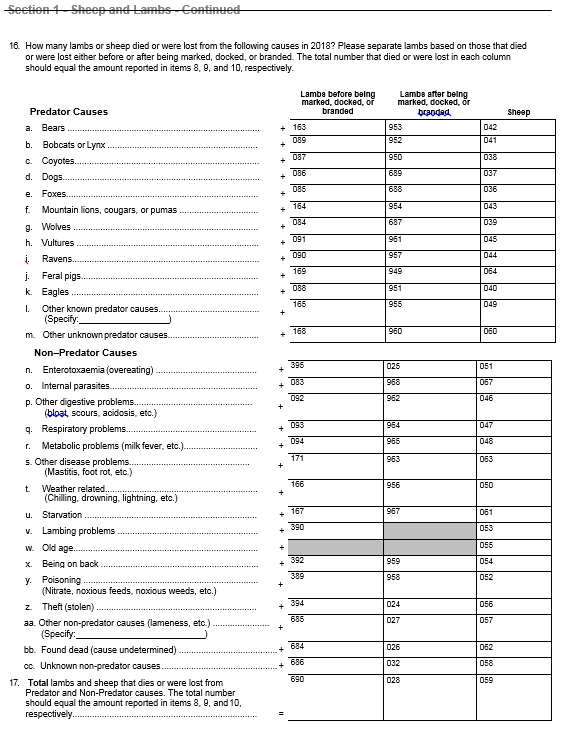 Section 1 - Sheep and Lambs - Continued
16. How many lambs or sheep died or were lost from the following causes in 2018? Please separate lambs based on those that died
or were lost either before or after being marked, docked, or branded. The total number that died or were lost in each column
should equal the amount reported in items 8, 9, and 10, respectively.
Predator Causes Lambs before being marked, docked, or branded Lambs after being marked, docked, or branded Sheep
a. Bears ........ + 163 953 042
b. Bobcats or Lynx ........ + 089 952 041
c. Coyotes........ + 087 950 038
d. Dogs........ + 086 689 037
e. Foxes........ + 085 688 036
f. Mountain lions, cougars, or pumas ........ + 164 954 043
g. Wolves ........ + 084 687 039
h. Vultures ........ + 091 961 045
i. Ravens........ + 090 957 044
j. Feral pigs........ + 169 949 064
k. Eagles ........ + 088 951 040
l. Other known predator causes........ + 165 955 049
(Specify:____________________)
m. Other unknown predator causes........ + 168 960 060
Non–Predator Causes
n. Enterotoxaemia (overeating) ........ + 395 025 051
o. Internal parasites........ + 083 968 067
p. Other digestive problems........ + 092 962 046
(bloat, scours, acidosis, etc.)
q. Respiratory problems........ + 093 964 047
r. Metabolic problems (milk fever, etc.)........ + 094 965 048
s. Other disease problems........ + 171 963 063
(Mastitis, foot rot, etc.)
t. Weather related........ + 166 956 050
(Chilling, drowning, lightning, etc.)
u. Starvation ........ + 167 967 061
v. Lambing problems ........ + 390 053
w. Old age........ + 055
x. Being on back ........ + 392 959 054
y. Poisoning ........ + 389 958 052
(Nitrate, noxious feeds, noxious weeds, etc.)
z. Theft (stolen) ........ + 394 024 056
aa. Other non-predator causes (lameness, etc.) ........ + 685 027 057
(Specify:____________________________)
bb. Found dead (cause undetermined) ........ + 684 026 062
cc. Unknown non-predator causes ........ + 686 032 058
17. Total lambs and sheep that dies or were lost from 690 028 059
Predator and Non-Predator causes. The total number
should equal the amount reported in items 8, 9, and 10,
respectively........ =